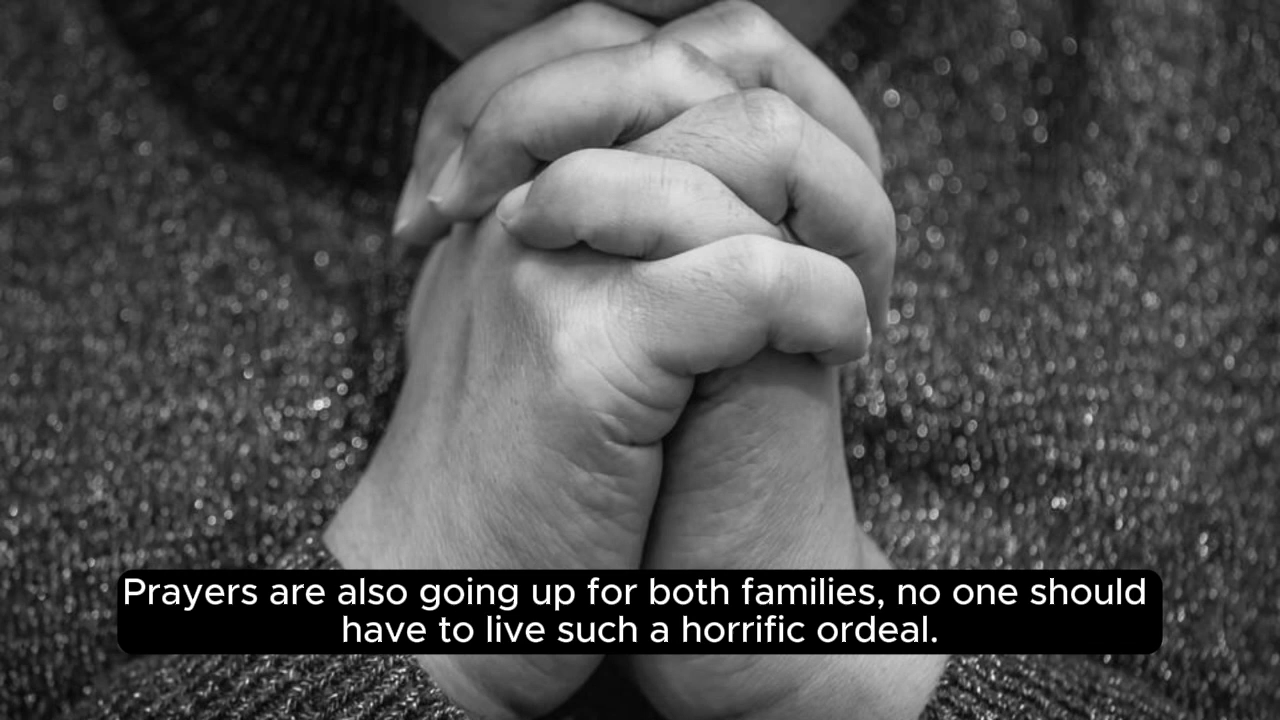 Prayers are also going up for both families, no one should
have to live such a horrific ordeal.